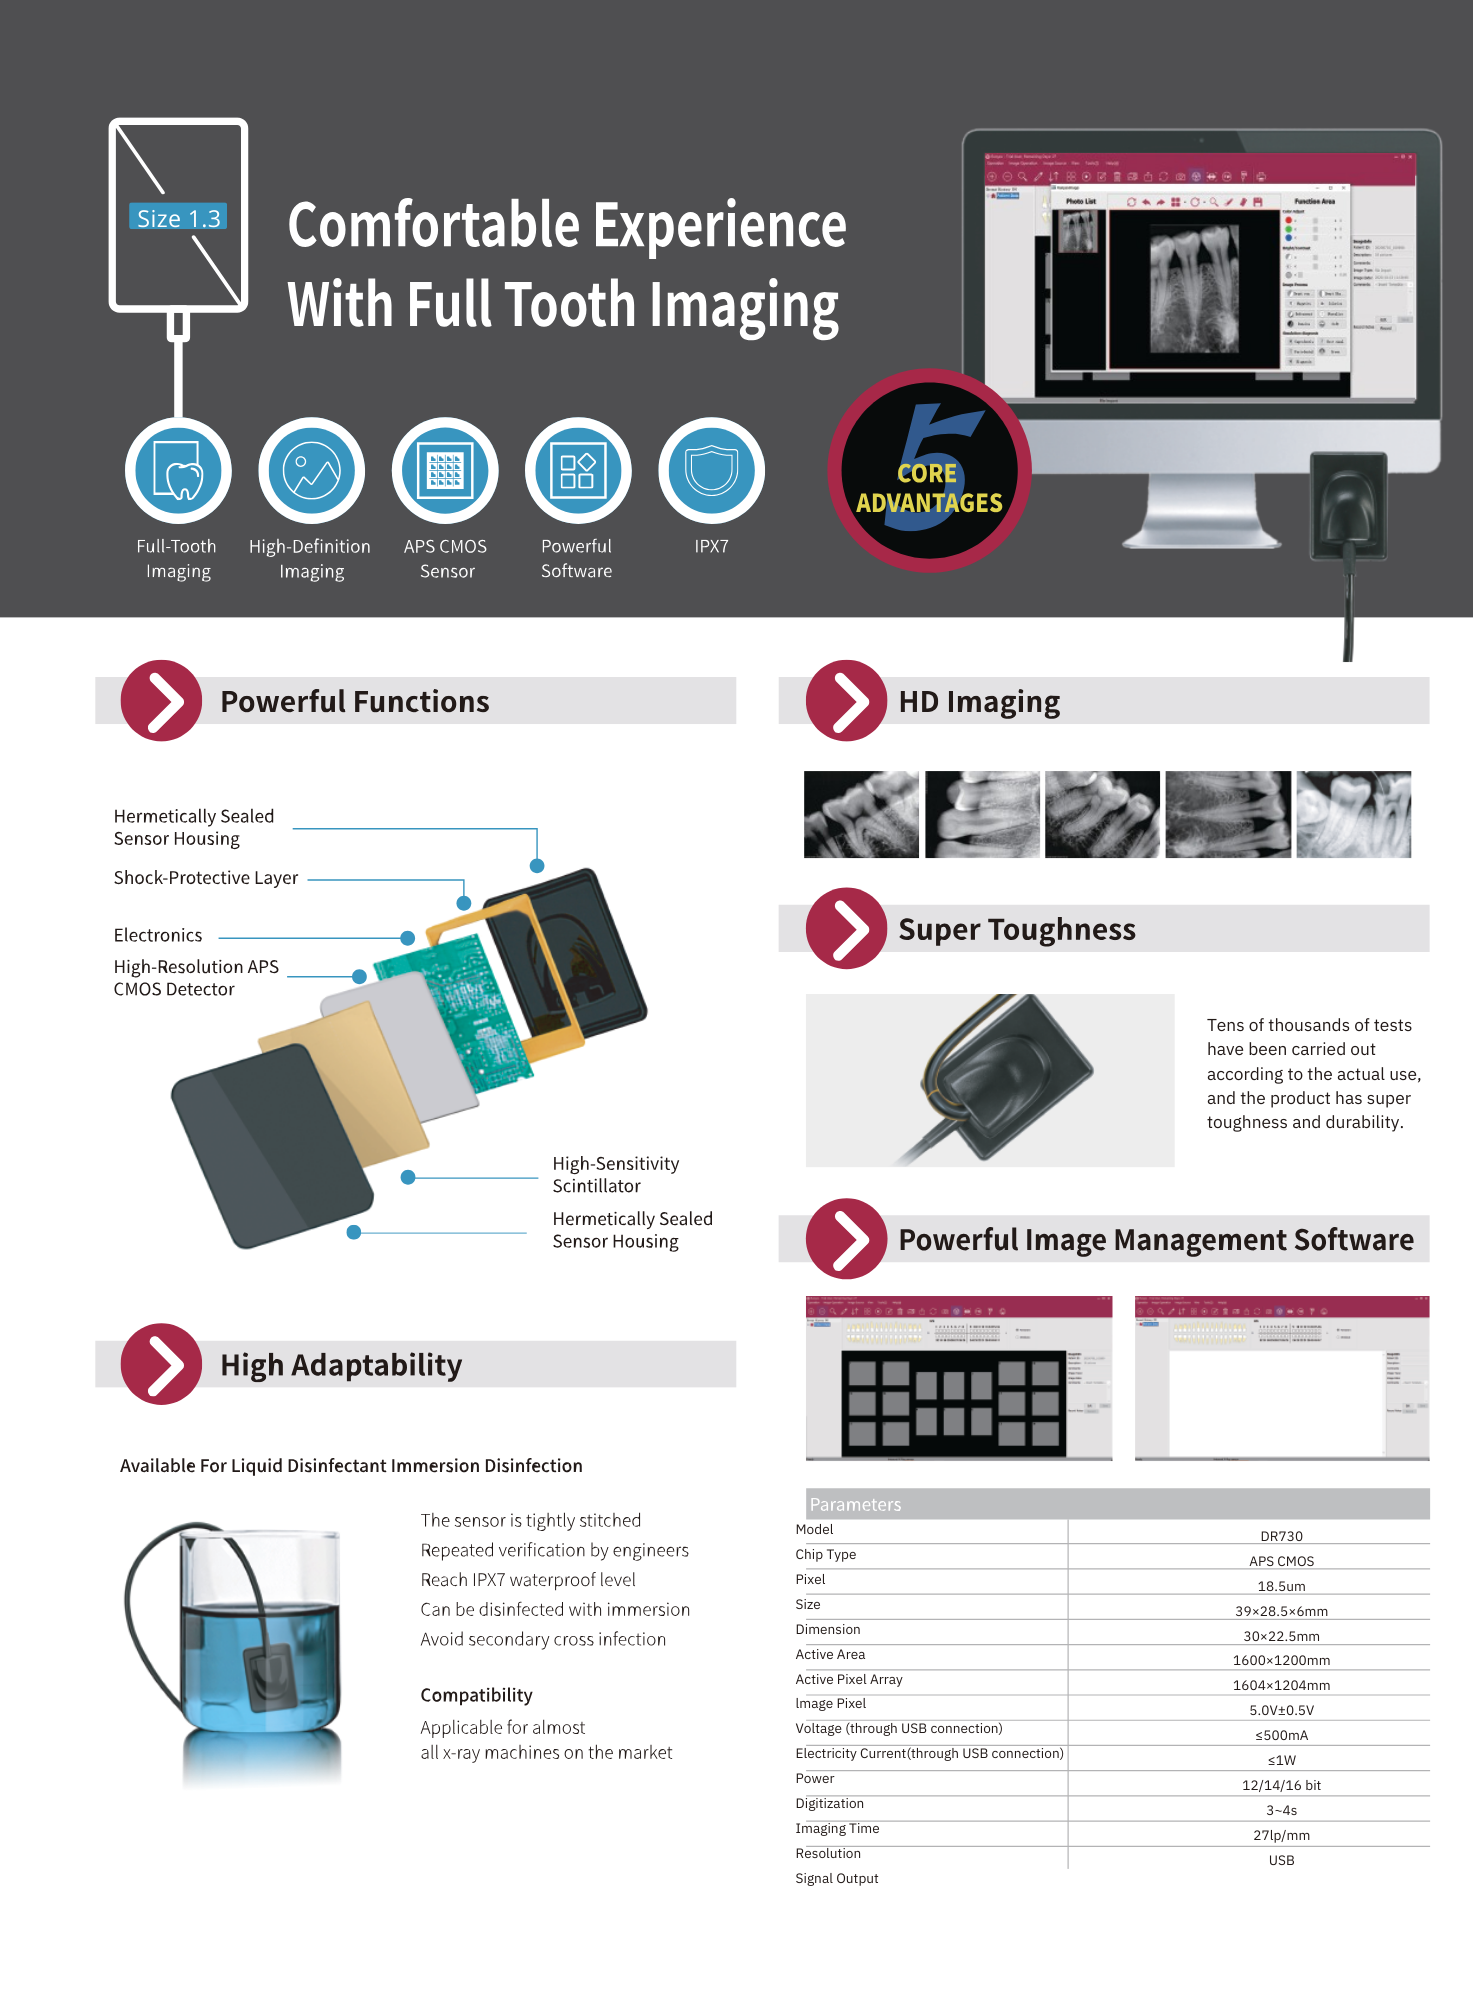 Size 1.3
Comfortable Experience
With Full Tooth Imaging
Photo List
Function Area
5
CORE
ADVANTAGES
Full-Tooth
Imaging
High-Definition
Imaging
APS CMOS
Sensor
Powerful
Software
IPX7
Powerful Functions
Hermetically Sealed
Sensor Housing
Shock-Protective Layer
Electronics
High-Resolution APS
CMOS Detector
High-Sensitivity
Scintillator
Hermetically Sealed
Sensor Housing
High Adaptability
Available For Liquid Disinfectant Immersion Disinfection
The sensor is tightly stitched
Repeated verification by engineers
Reach IPX7 waterproof level
Can be disinfected with immersion
Avoid secondary cross infection
Compatibility
Applicable for almost
all x-ray machines on the market
HD Imaging
Super Toughness
Tens of thousands of tests
have been carried out
according to the actual use,
and the product has super
toughness and durability.
Powerful Image Management Software
Parameters
Model
DR730
Chip Type
APS CMOS
Pixel
18.5um
Size
39×28.5×6mm
Dimension
30×22.5mm
Active Area
1600×1200mm
Active Pixel Array
1604×1204mm
lmage Pixel
5.0V±0.5V
Voltage (through USB connection)
≤500mA
Electricity Current(through USB connection)
≤1W
Power
12/14/16 bit
Digitization
3~4s
Imaging Time
27lp/mm
Resolution
USB
Signal Output